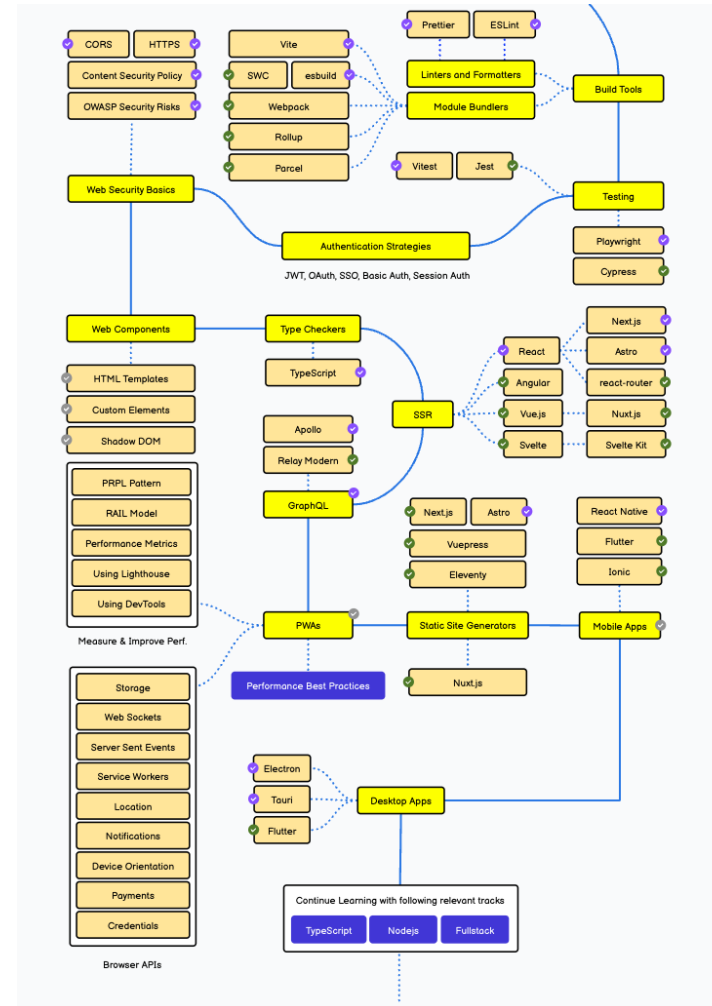 Prettier
ESLint
CORS
HTTPS
Vite
Content Security Policy
SWC
esbuild
Linters and Formatters
OWASP Security Risks
Webpack
Module Bundlers
Build Tools
Rollup
Parcel
Vitest
Jest
Web Security Basics
Testing
Authentication Strategies
JWT, OAuth, SSO, Basic Auth, Session Auth
Playwright
Cypress
Web Components
Type Checkers
TypeScript
HTML Templates
Custom Elements
Shadow DOM
SSR
React
Angular
Vue.js
Svelte
Next.js
Astro
react-router
Nuxt.js
Svelte Kit
Apollo
Relay Modern
GraphQL
PRPL Pattern
RAIL Model
Performance Metrics
Using Lighthouse
Using DevTools
Measure & Improve Perf.
Next.js
Astro
Vuepress
Eleventy
React Native
Flutter
Ionic
PWAs
Static Site Generators
Mobile Apps
Performance Best Practices
Nuxt.js
Storage
Web Sockets
Server Sent Events
Service Workers
Location
Notifications
Device Orientation
Payments
Credentials
Browser APIs
Electron
Tauri
Flutter
Desktop Apps
Continue Learning with following relevant tracks
TypeScript
Nodejs
Fullstack